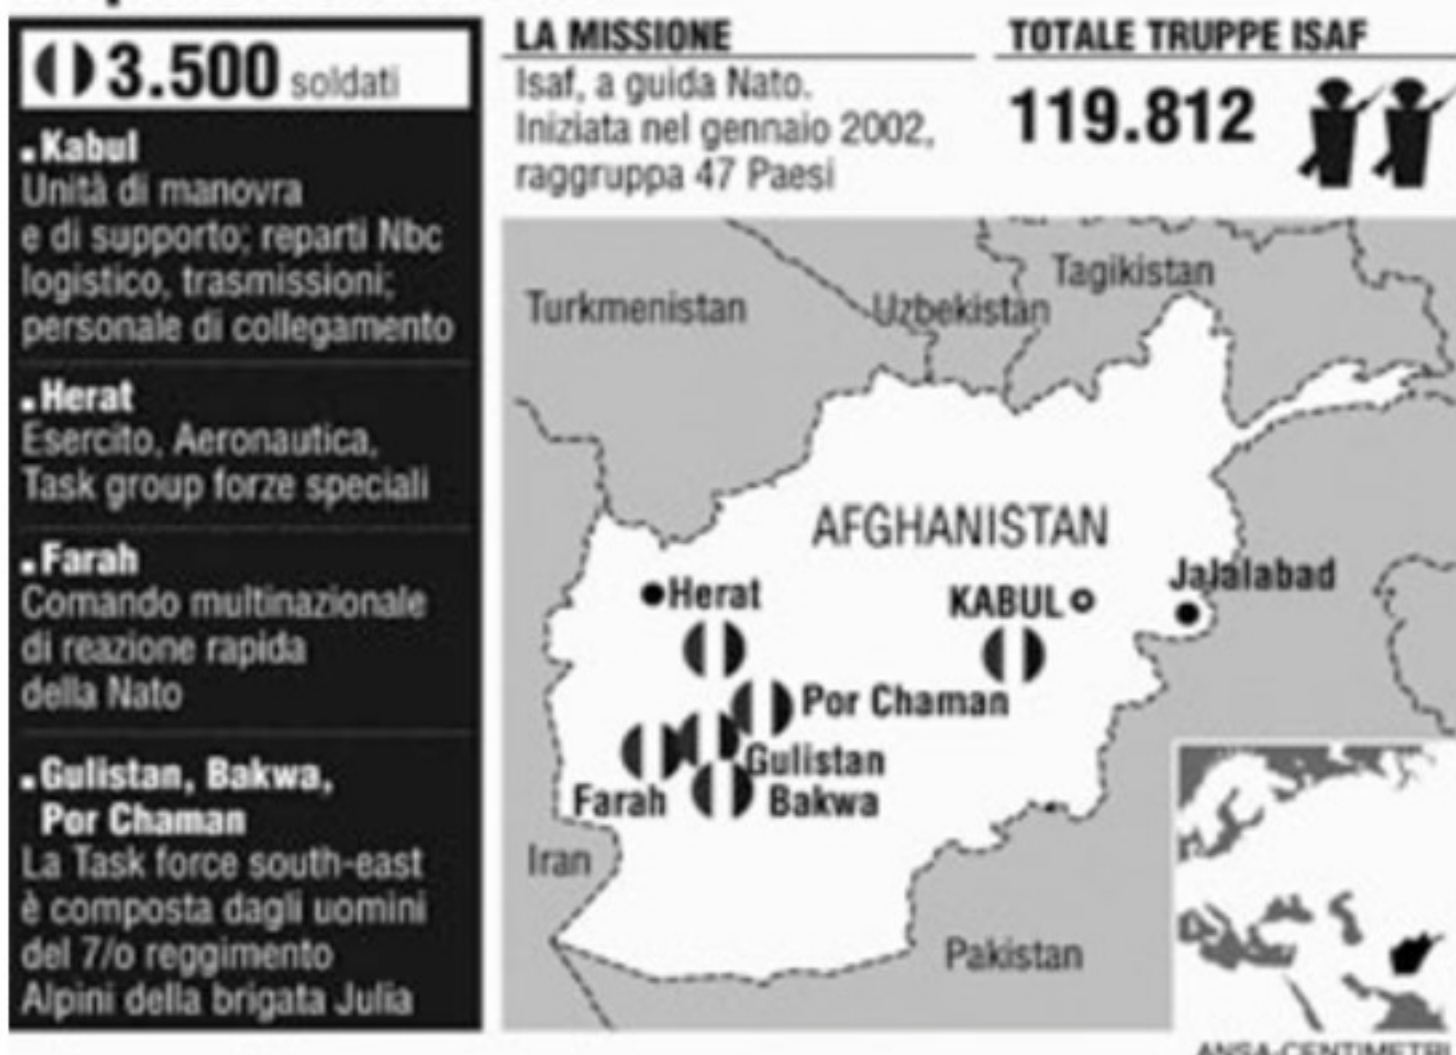 3.500 soldati
Kabul
Unità di manovra
e di supporto; reparti Nbc
logistico, trasmissioni;
personale di collegamento
Herat
Esercito, Aeronautica,
Task group forze speciali
Farah
Comando multinazionale
di reazione rapida
della Nato
Gulistan, Bakwa,
Por Chaman
La Task force south-east
è composta dagli uomini
del 7/o reggimento
Alpini della brigata Julia
LA MISSIONE
Isaf, a guida Nato.
Iniziata nel gennaio 2002,
raggruppa 47 Paesi
TOTALE TRUPPE ISAF
119.812
Tagikistan
Turkmenistan
Uzbekistan
AFGHANISTAN
Jalalabad
Herat
KABUL
Por Chaman
Gulistan
Farah
Bakwa
Iran
Pakistan
ANSA-CENTIMETRI